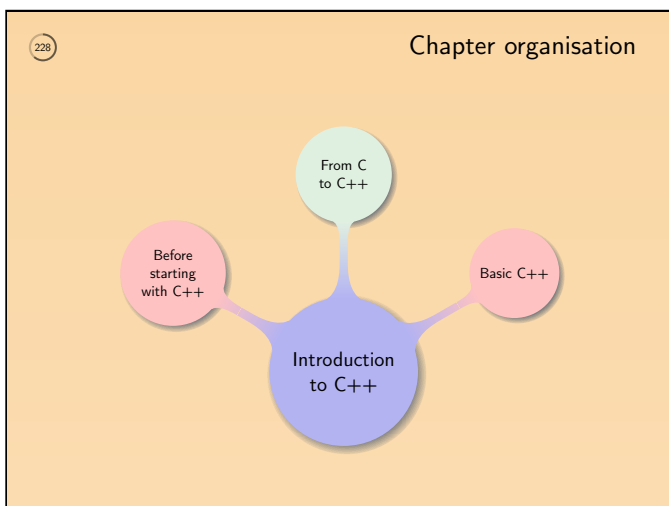 228
Chapter organisation
From C
to C++
Before
starting
with C++
Basic C++
Introduction
to C++